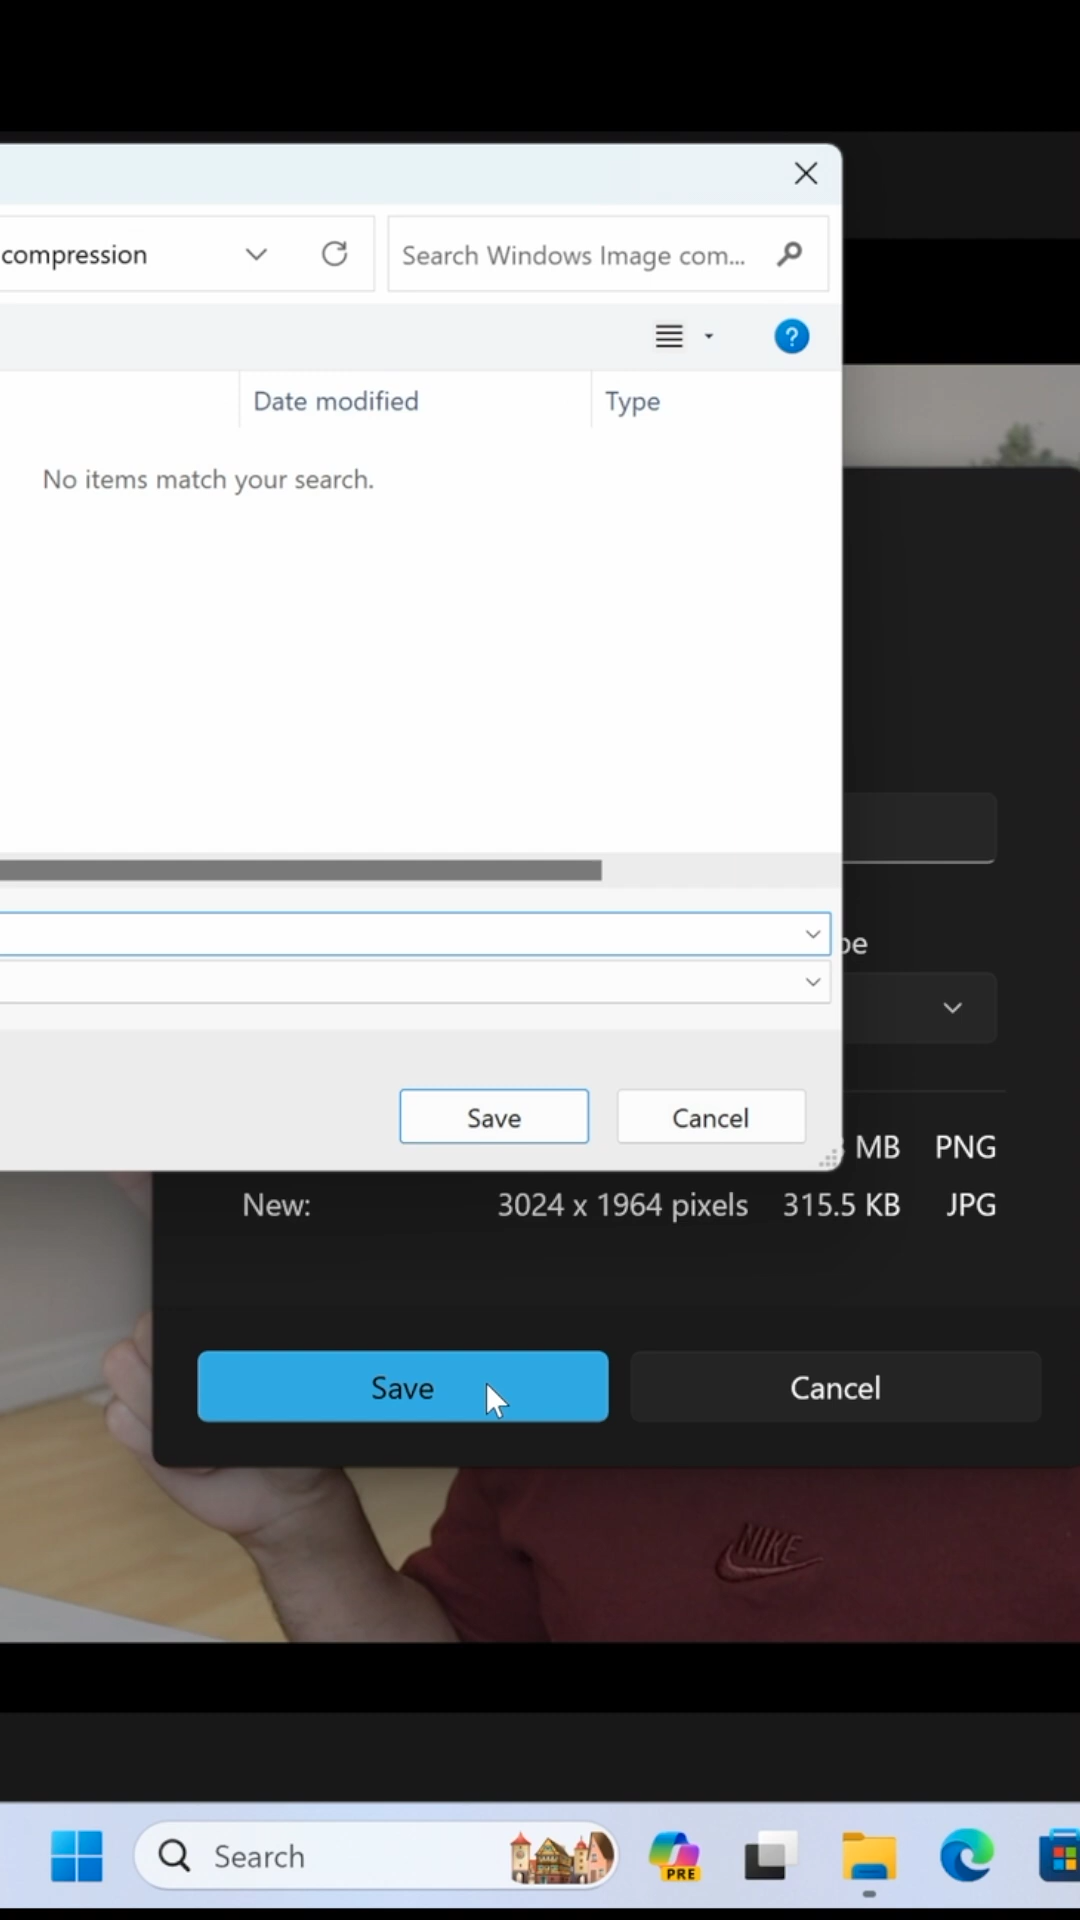 compression
Search Windows Image com...
?
Date modified
Type
No items match your search.
Save
Cancel
MB
PNG
New:
3024 x 1964 pixels
315.5 KB
JPG
Save
Cancel
NIKE
Search
PRE